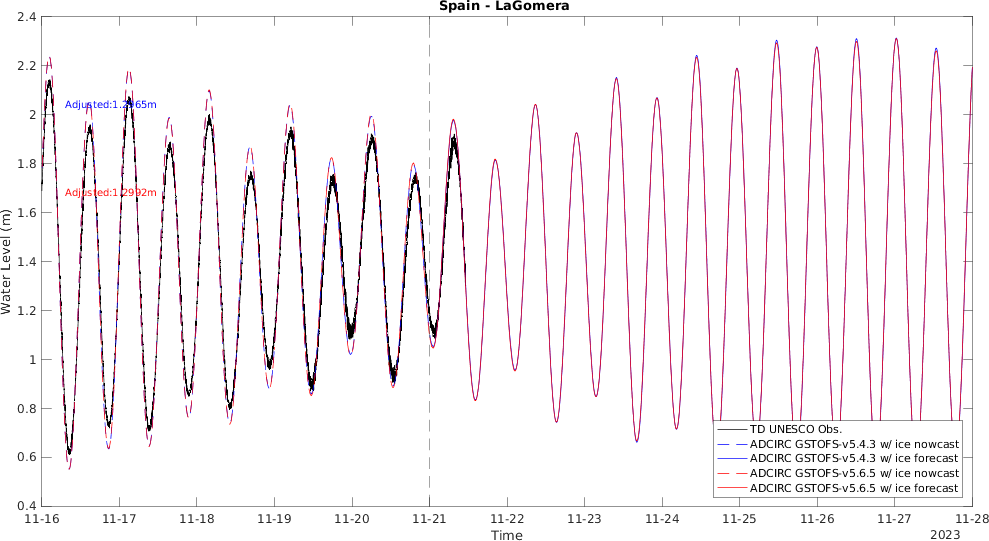 Spain - LaGomera
2.4
2.2
2
1.8
1.6
1.4
1.2
1
0.8
0.6
0.4
Water Level (m)
Adjusted:1.2965m
Adjusted:1.2992m
TD UNESCO Obs.
ADCIRC GSTOFS-v5.4.3 w/ ice nowcast
ADCIRC GSTOFS-v5.4.3 w/ ice forecast
ADCIRC GSTOFS-v5.6.5 w/ ice nowcast
ADCIRC GSTOFS-v5.6.5 w/ ice forecast
11-16 11-17 11-18 11-19 11-20 11-21 11-22 11-23 11-24 11-25 11-26 11-27 11-28
Time
2023